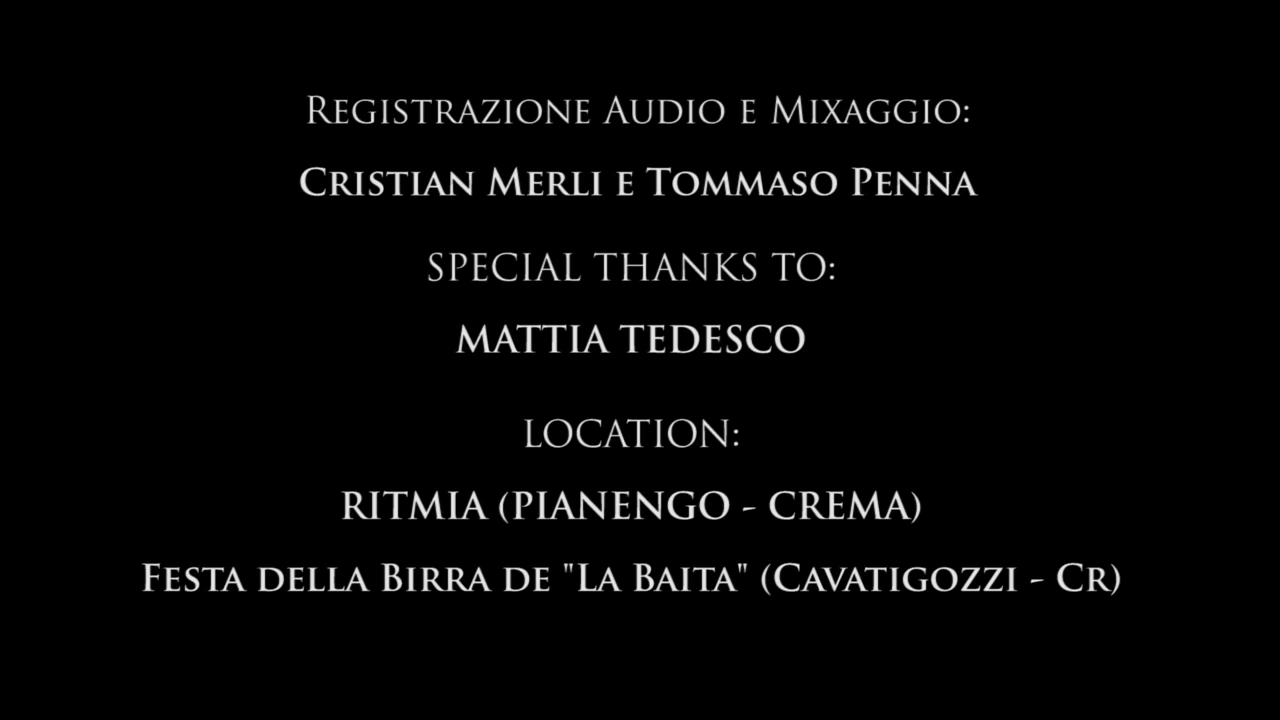 Registrazione Audio e Mixaggio:
Cristian Merli e Tommaso Penna
SPECIAL THANKS TO:
MATTIA TEDESCO
LOCATION:
RITMIA (PIANENGO - CREMA)
Festa della Birra de "La Baita" (Cavatigozzi - Cr)